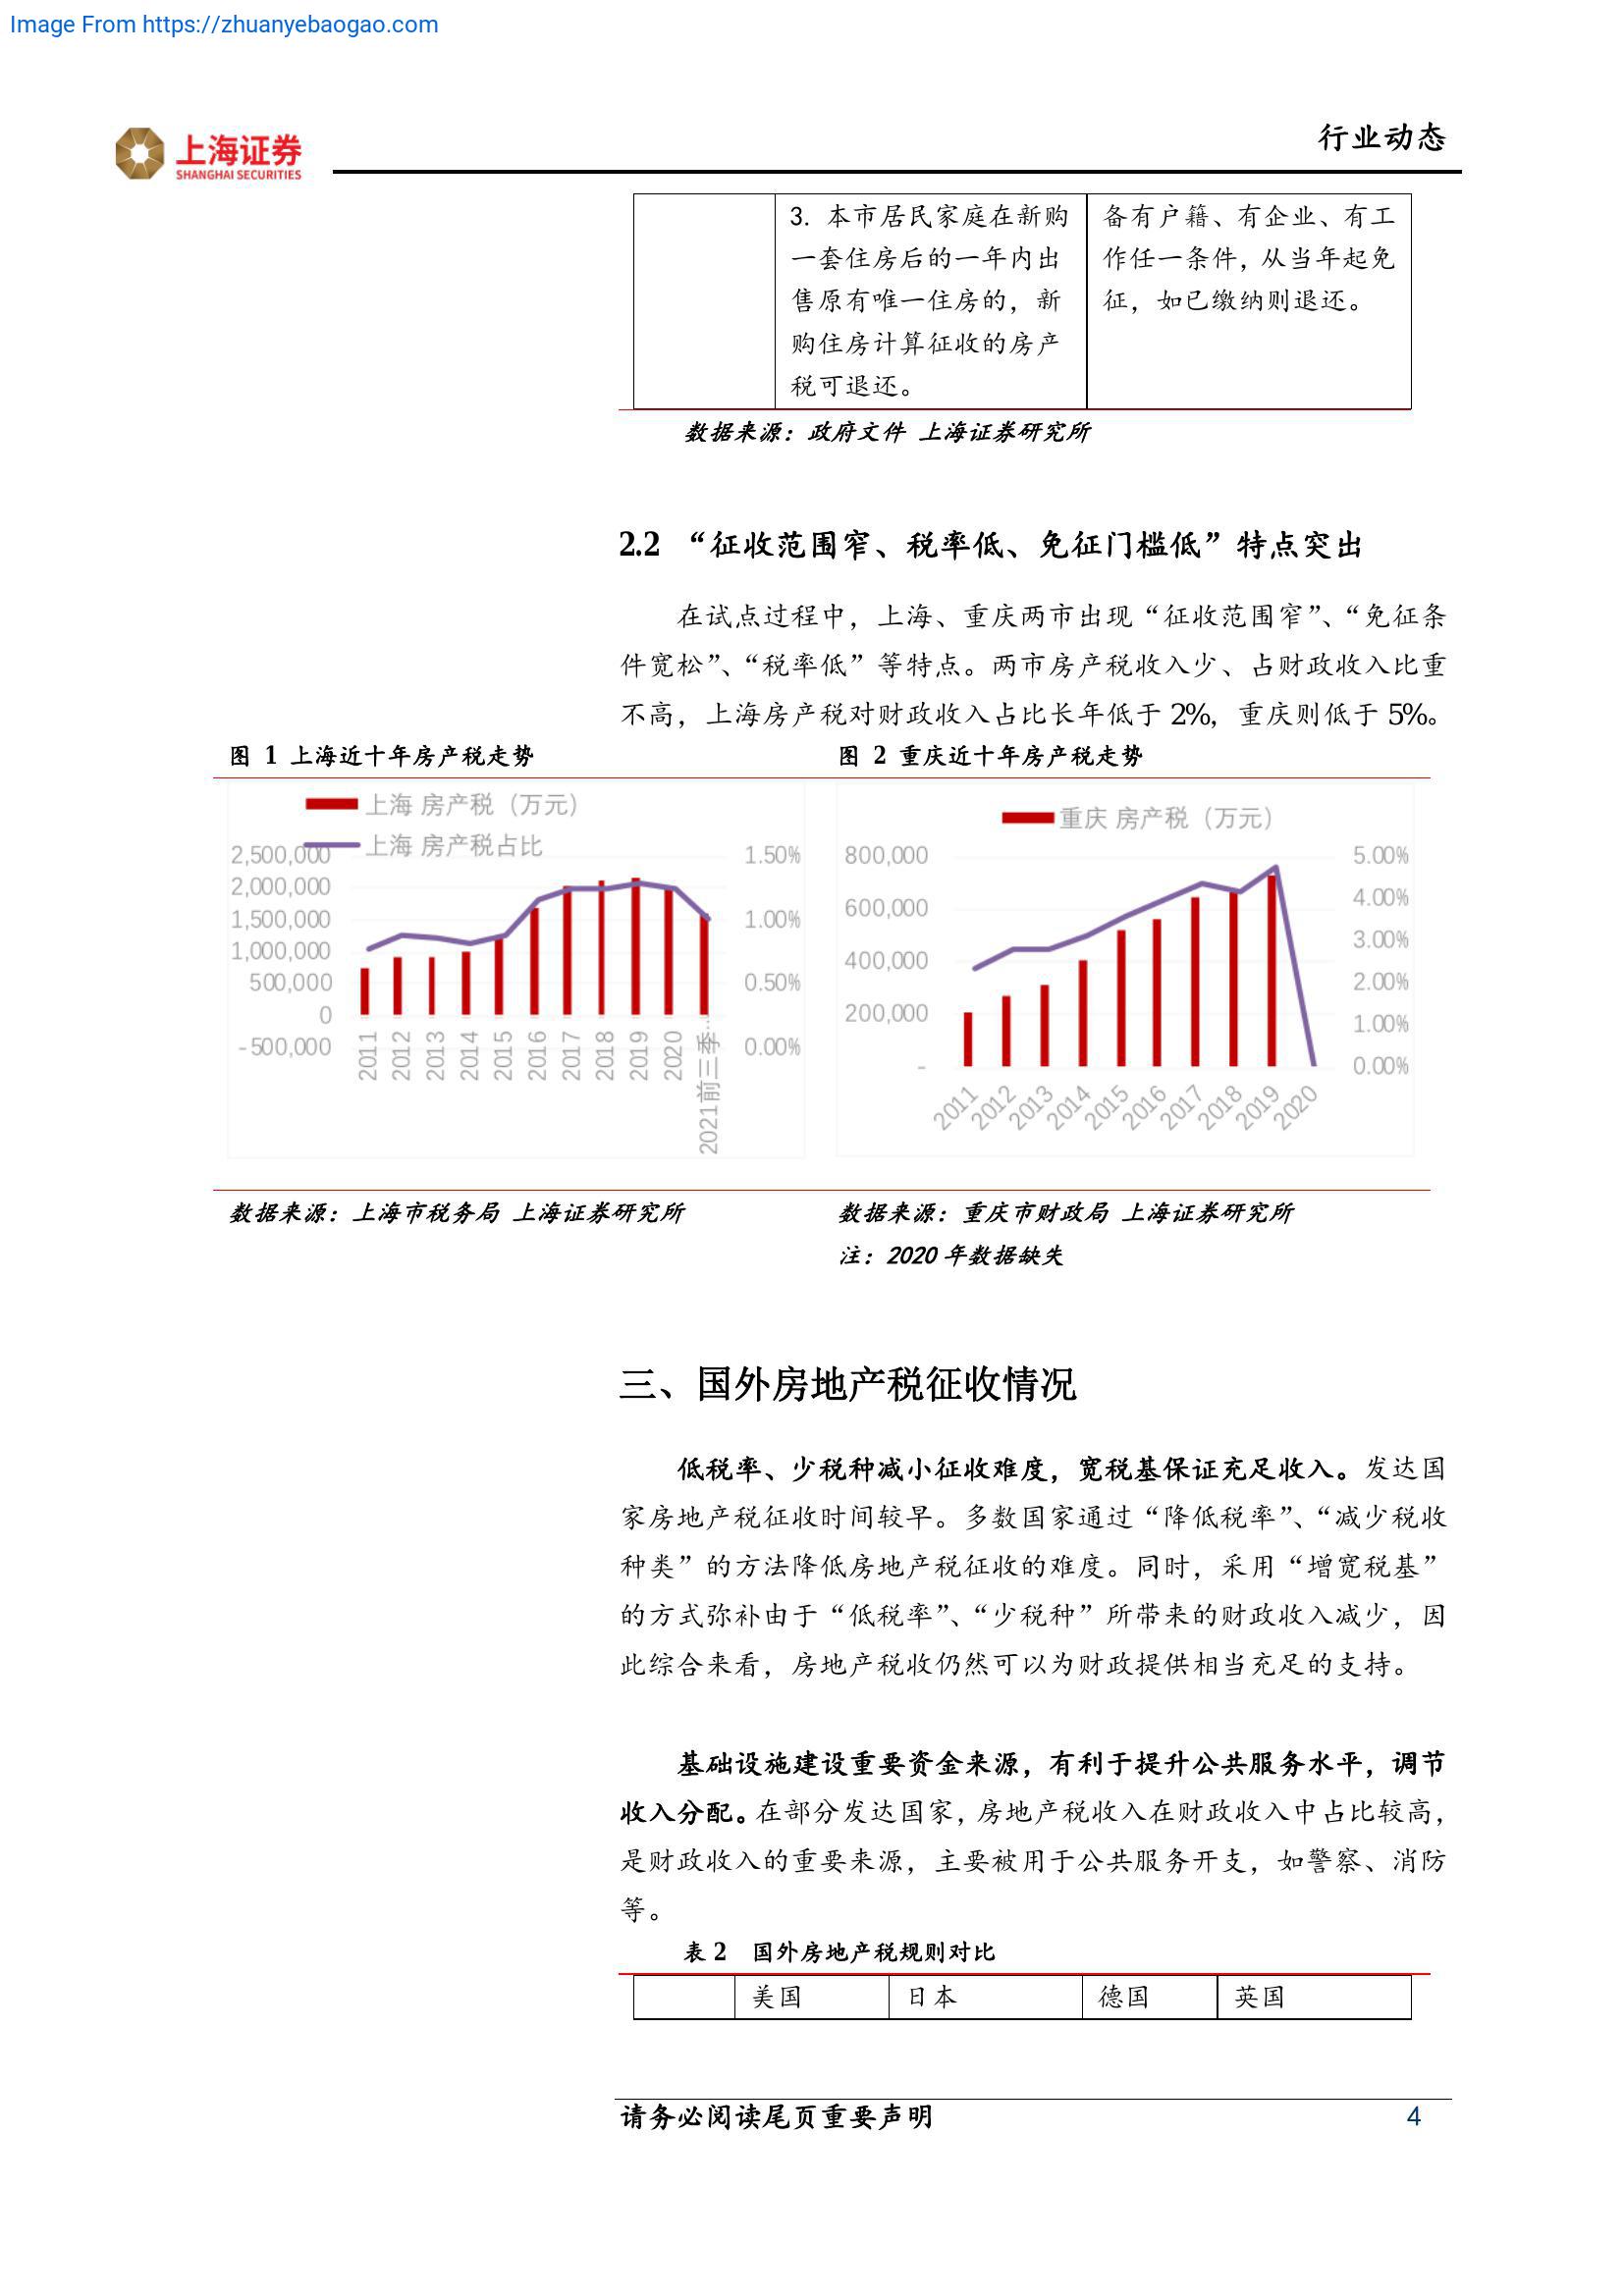 Image From https://zhuanyebaogao.com
上海证券
SHANGHAI SECURITIES
行业动态
3. 本市居民家庭在新购
一套住房后的一年内出
售原有唯一住房的，新
购住房计算征收的房产
税可退还。
备有户籍、有企业、有工
作任一条件，从当年起免
征，如已缴纳则退还。
数据来源：政府文件 上海证券研究所
2.2 “征收范围窄、税率低、免征门槛低”特点突出
在试点过程中，上海、重庆两市出现“征收范围窄”、“免征条
件宽松”、“税率低”等特点。两市房产税收入少、占财政收入比重
不高，上海房产税对财政收入占比长年低于 2%，重庆则低于 5%。
图 1 上海近十年房产税走势
上海 房产税（万元）
上海 房产税占比
2,500,000
2,000,000
1,500,000
1,000,000
500,000
0
-500,000
1.50%
1.00%
0.50%
0.00%
2011
2012
2013
2014
2015
2016
2017
2018
2019
2020
2021前三季…
数据来源：上海市税务局 上海证券研究所
图 2 重庆近十年房产税走势
重庆 房产税（万元）
800,000
600,000
400,000
200,000
-
5.00%
4.00%
3.00%
2.00%
1.00%
0.00%
2011
2012
2013
2014
2015
2016
2017
2018
2019
2020
数据来源：重庆市财政局 上海证券研究所
注：2020 年数据缺失
三、国外房地产税征收情况
低税率、少税种减小征收难度，宽税基保证充足收入。发达国
家房地产税征收时间较早。多数国家通过“降低税率”、“减少税收
种类”的方法降低房地产税征收的难度。同时，采用“增宽税基”
的方式弥补由于“低税率”、“少税种”所带来的财政收入减少，因
此综合来看，房地产税收仍然可以为财政提供相当充足的支持。
基础设施建设重要资金来源，有利于提升公共服务水平，调节
收入分配。在部分发达国家，房地产税收入在财政收入中占比较高，
是财政收入的重要来源，主要被用于公共服务开支，如警察、消防
等。
表 2 国外房地产税规则对比
美国 日本 德国 英国
请务必阅读尾页重要声明 4